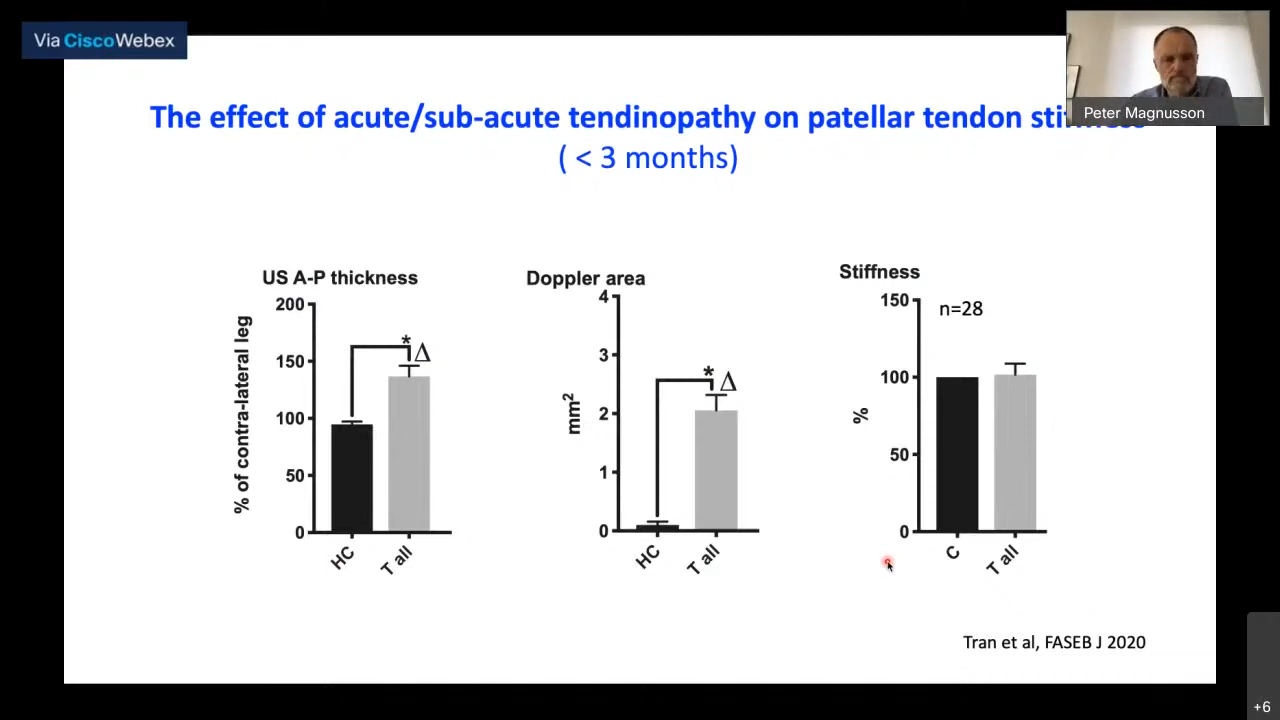 Via CiscoWebex
Peter Magnusson
The effect of acute/sub-acute tendinopathy on patellar tendon
( < 3 months)
US A-P thickness
% of contra-lateral leg
200
150
100
50
0
* Δ
HC
T all
Doppler area
mm²
4
3
2
1
0
* Δ
HC
T all
Stiffness
n=28
%
150
100
50
0
C
T all
Tran et al, FASEB J 2020
+6